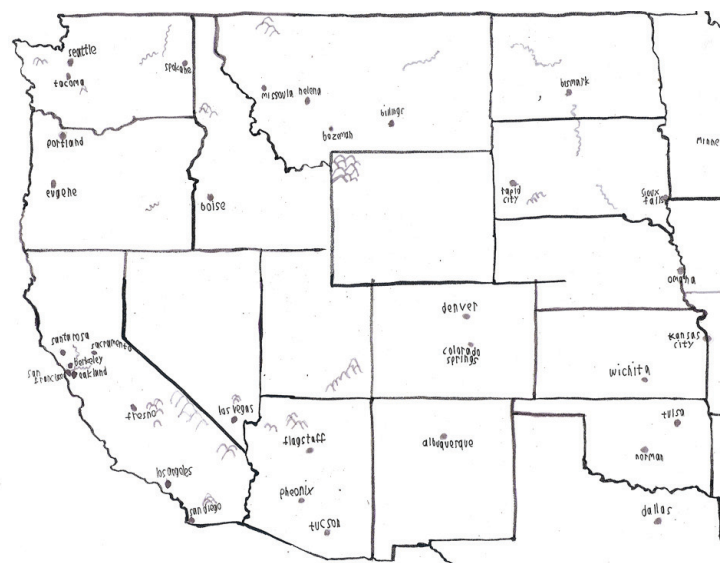 seattle
tacoma
spokane
missoula
helena
bozeman
bismark
portland
eugene
boise
rapid
city
sioux
falls
Minne
omaha
denver
colorado
springs
kansas
city
wichita
santa rosa
sacramento
berkeley
san
francisco
oakland
fresno
las vegas
flagstaff
albuquesque
tulsa
norman
los angeles
pheonix
san diego
tucson
dallas